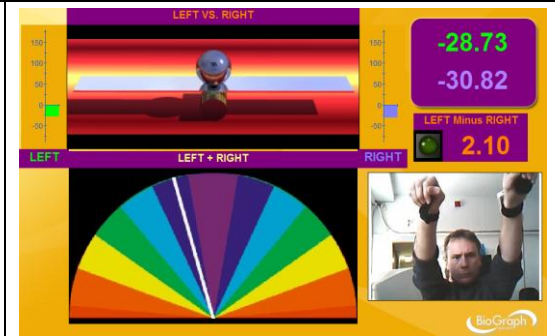 LEFT VS. RIGHT
150
100
50
0
-50
150
100
50
0
-50
-28.73
-30.82
LEFT Minus RIGHT
2.10
LEFT
LEFT + RIGHT
RIGHT
BioGraph